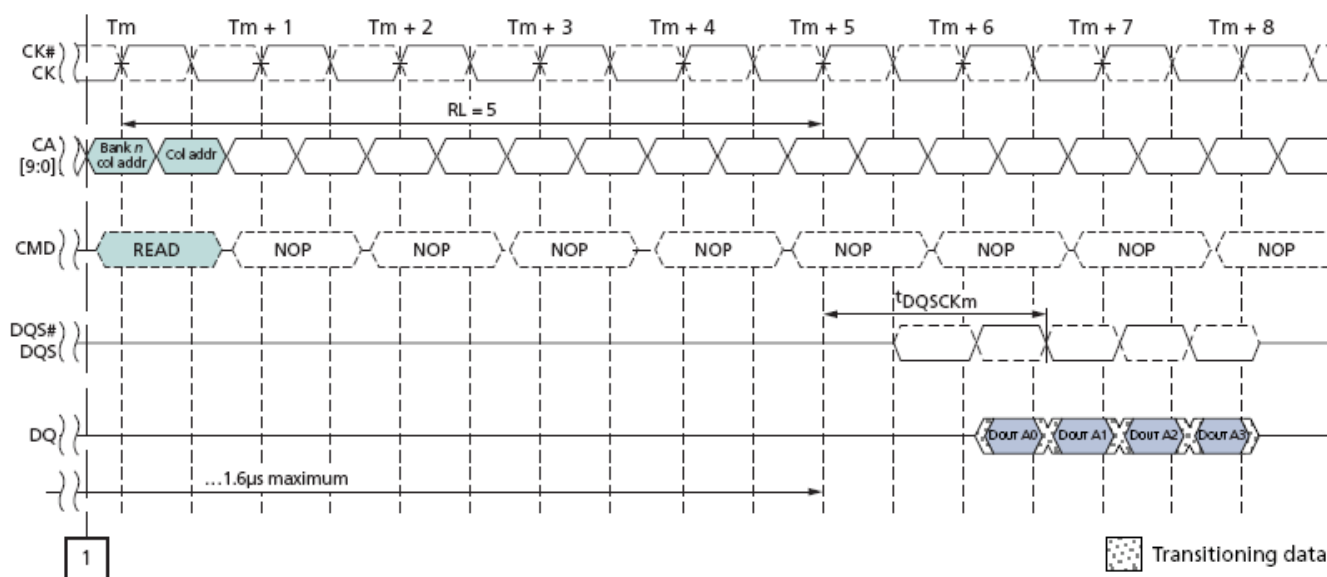 Tm Tm + 1 Tm + 2 Tm + 3 Tm + 4 Tm + 5 Tm + 6 Tm + 7 Tm + 8
CK#
CK
RL = 5
CA
[9:0]
Bank n
col addr
Col addr
CMD
READ NOP NOP NOP NOP NOP NOP NOP NOP
tDQSCKm
DQS#
DQS
DQ
DOUT A0 DOUT A1 DOUT A2 DOUT A3
...1.6µs maximum
1
Transitioning data